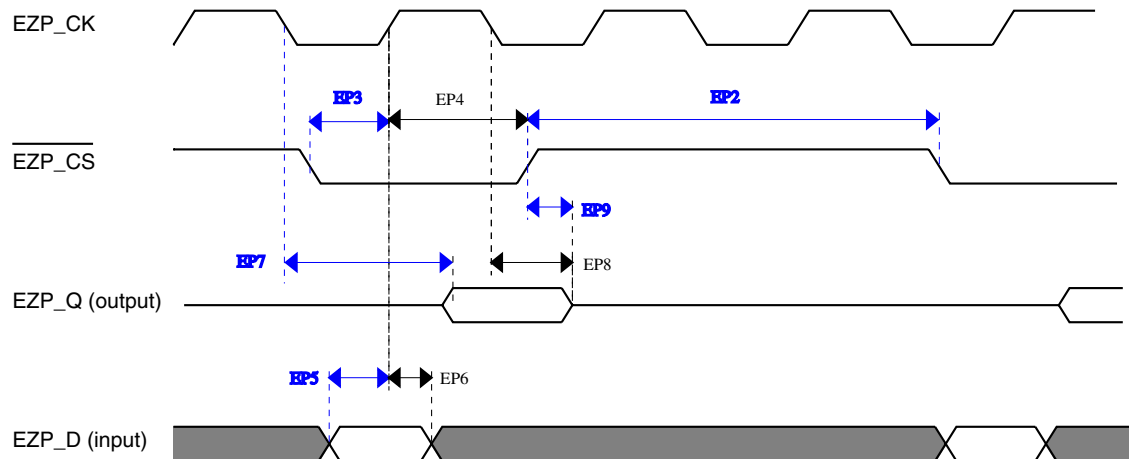 EZP_CK
EP3
EP4
EP2
EZP_CS
EP9
EP7
EP8
EZP_Q (output)
EP5
EP6
EZP_D (input)